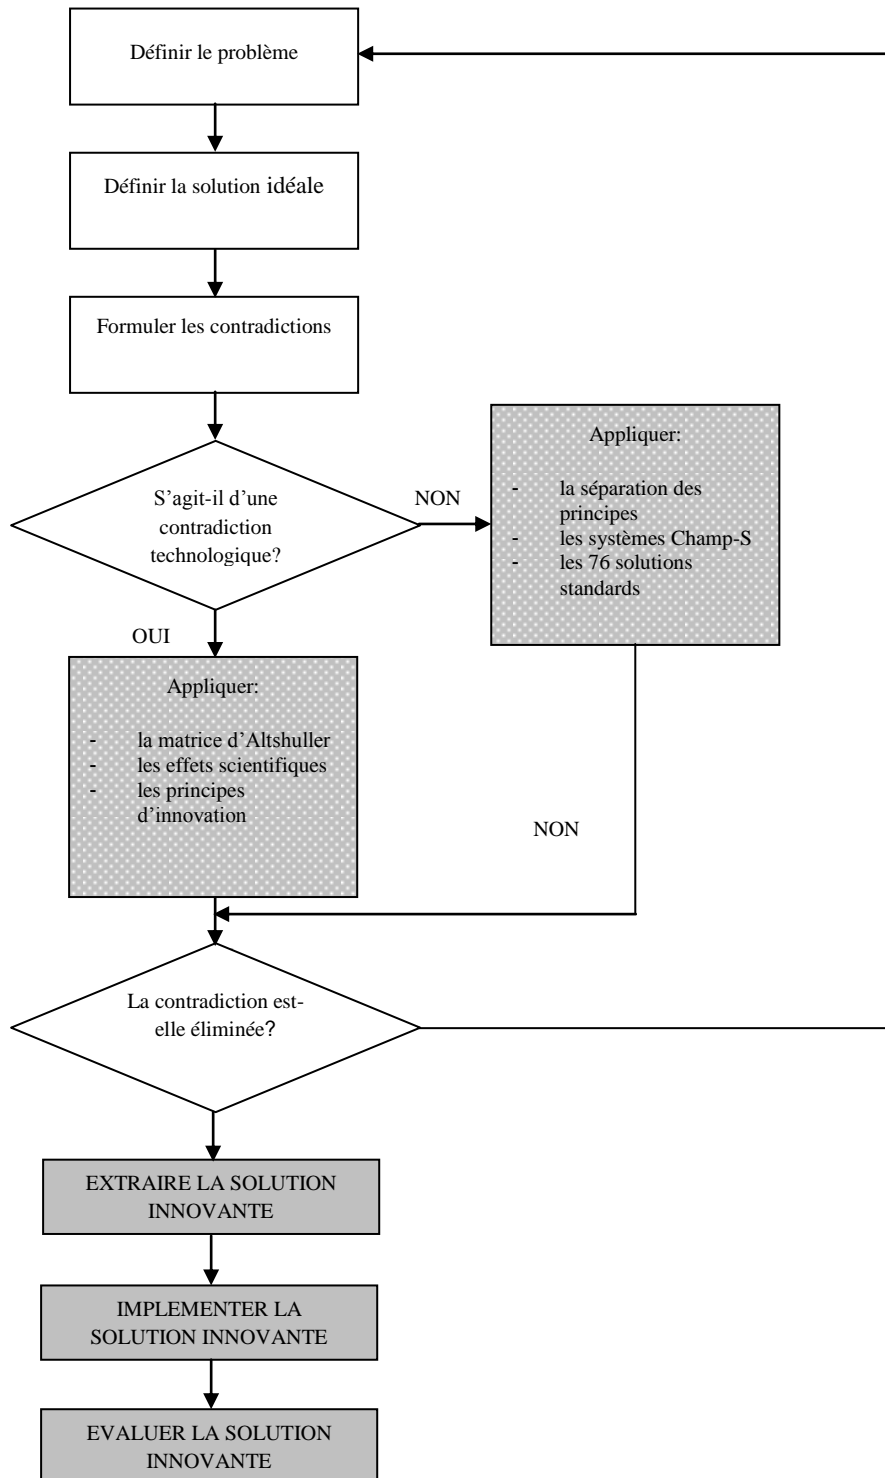 Définir le problème
Définir la solution idéale
Formuler les contradictions
S'agit-il d'une
contradiction
technologique?
NON
Appliquer:
- la séparation des
principes
- les systèmes Champ-S
- les 76 solutions
standards
OUI
Appliquer:
- la matrice d'Altshuller
- les effets scientifiques
- les principes
d'innovation
NON
La contradiction est-
elle éliminée?
EXTRAIRE LA SOLUTION
INNOVANTE
IMPLEMENTER LA
SOLUTION INNOVANTE
EVALUER LA SOLUTION
INNOVANTE